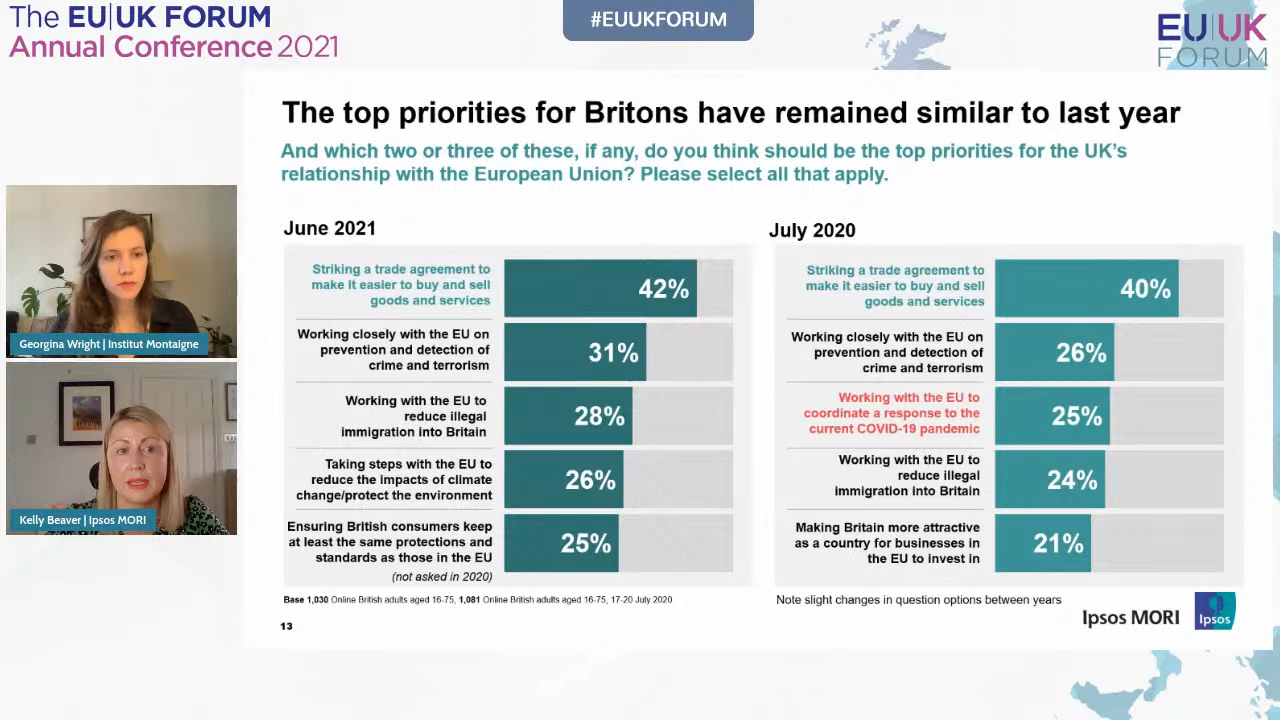 The EU|UK FORUM
Annual Conference 2021
#EUUKFORUM
EU|UK
FORUM
The top priorities for Britons have remained similar to last year
And which two or three of these, if any, do you think should be the top priorities for the UK's
relationship with the European Union? Please select all that apply.
June 2021
Striking a trade agreement to
make it easier to buy and sell
goods and services
42%
Working closely with the EU on
prevention and detection of
crime and terrorism
31%
Working with the EU to
reduce illegal
immigration into Britain
28%
Taking steps with the EU to
reduce the impacts of climate
change/protect the environment
26%
Ensuring British consumers keep
at least the same protections and
standards as those in the EU
(not asked in 2020)
25%
July 2020
Striking a trade agreement to
make it easier to buy and sell
goods and services
40%
Working closely with the EU on
prevention and detection of
crime and terrorism
26%
Working with the EU to
coordinate a response to the
current COVID-19 pandemic
25%
Working with the EU to
reduce illegal
immigration into Britain
24%
Making Britain more attractive
as a country for businesses in
the EU to invest in
21%
Base 1,030 Online British adults aged 16-75, 1,081 Online British adults aged 16-75, 17-20 July 2020
Note slight changes in question options between years
13
Ipsos MORI
Ipsos
Georgina Wright | Institut Montaigne
Kelly Beaver | Ipsos MORI